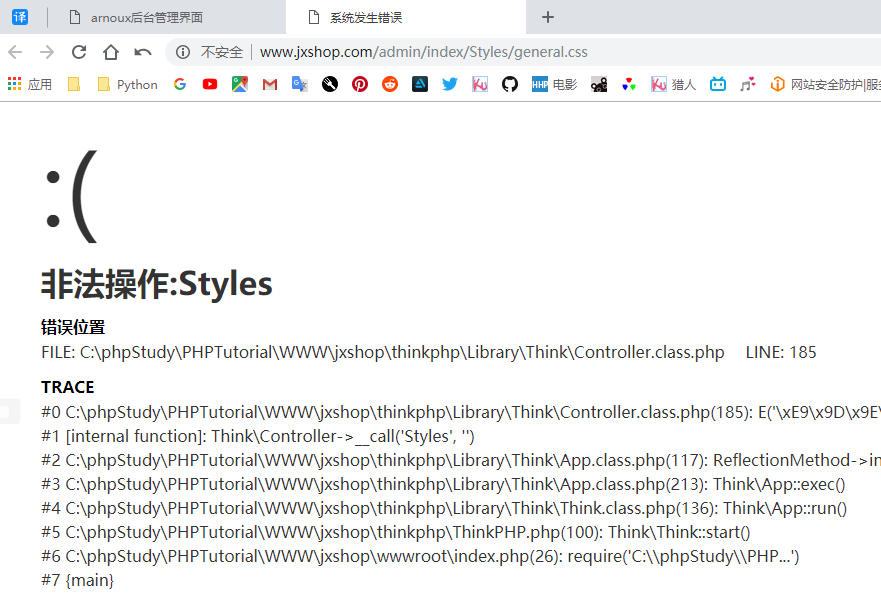 译
arnoux后台管理界面
系统发生错误
不安全 www.jxshop.com/admin/index/Styles/general.css
应用 Python 电影 猎人 网站安全防护|服务
:(
非法操作:Styles
错误位置
FILE: C:\phpStudy\PHPTutorial\WWW\jxshop\thinkphp\Library\Think\Controller.class.php LINE: 185
TRACE
#0 C:\phpStudy\PHPTutorial\WWW\jxshop\thinkphp\Library\Think\Controller.class.php(185): E('\xE9\x9D\x9E\
#1 [internal function]: Think\Controller->__call('Styles', '')
#2 C:\phpStudy\PHPTutorial\WWW\jxshop\thinkphp\Library\Think\App.class.php(117): ReflectionMethod->in
#3 C:\phpStudy\PHPTutorial\WWW\jxshop\thinkphp\Library\Think\App.class.php(213): Think\App::exec()
#4 C:\phpStudy\PHPTutorial\WWW\jxshop\thinkphp\Library\Think\Think.class.php(136): Think\App::run()
#5 C:\phpStudy\PHPTutorial\WWW\jxshop\thinkphp\ThinkPHP.php(100): Think\Think::start()
#6 C:\phpStudy\PHPTutorial\WWW\jxshop\wwwroot\index.php(26): require('C:\\phpStudy\\PHP...')
#7 {main}